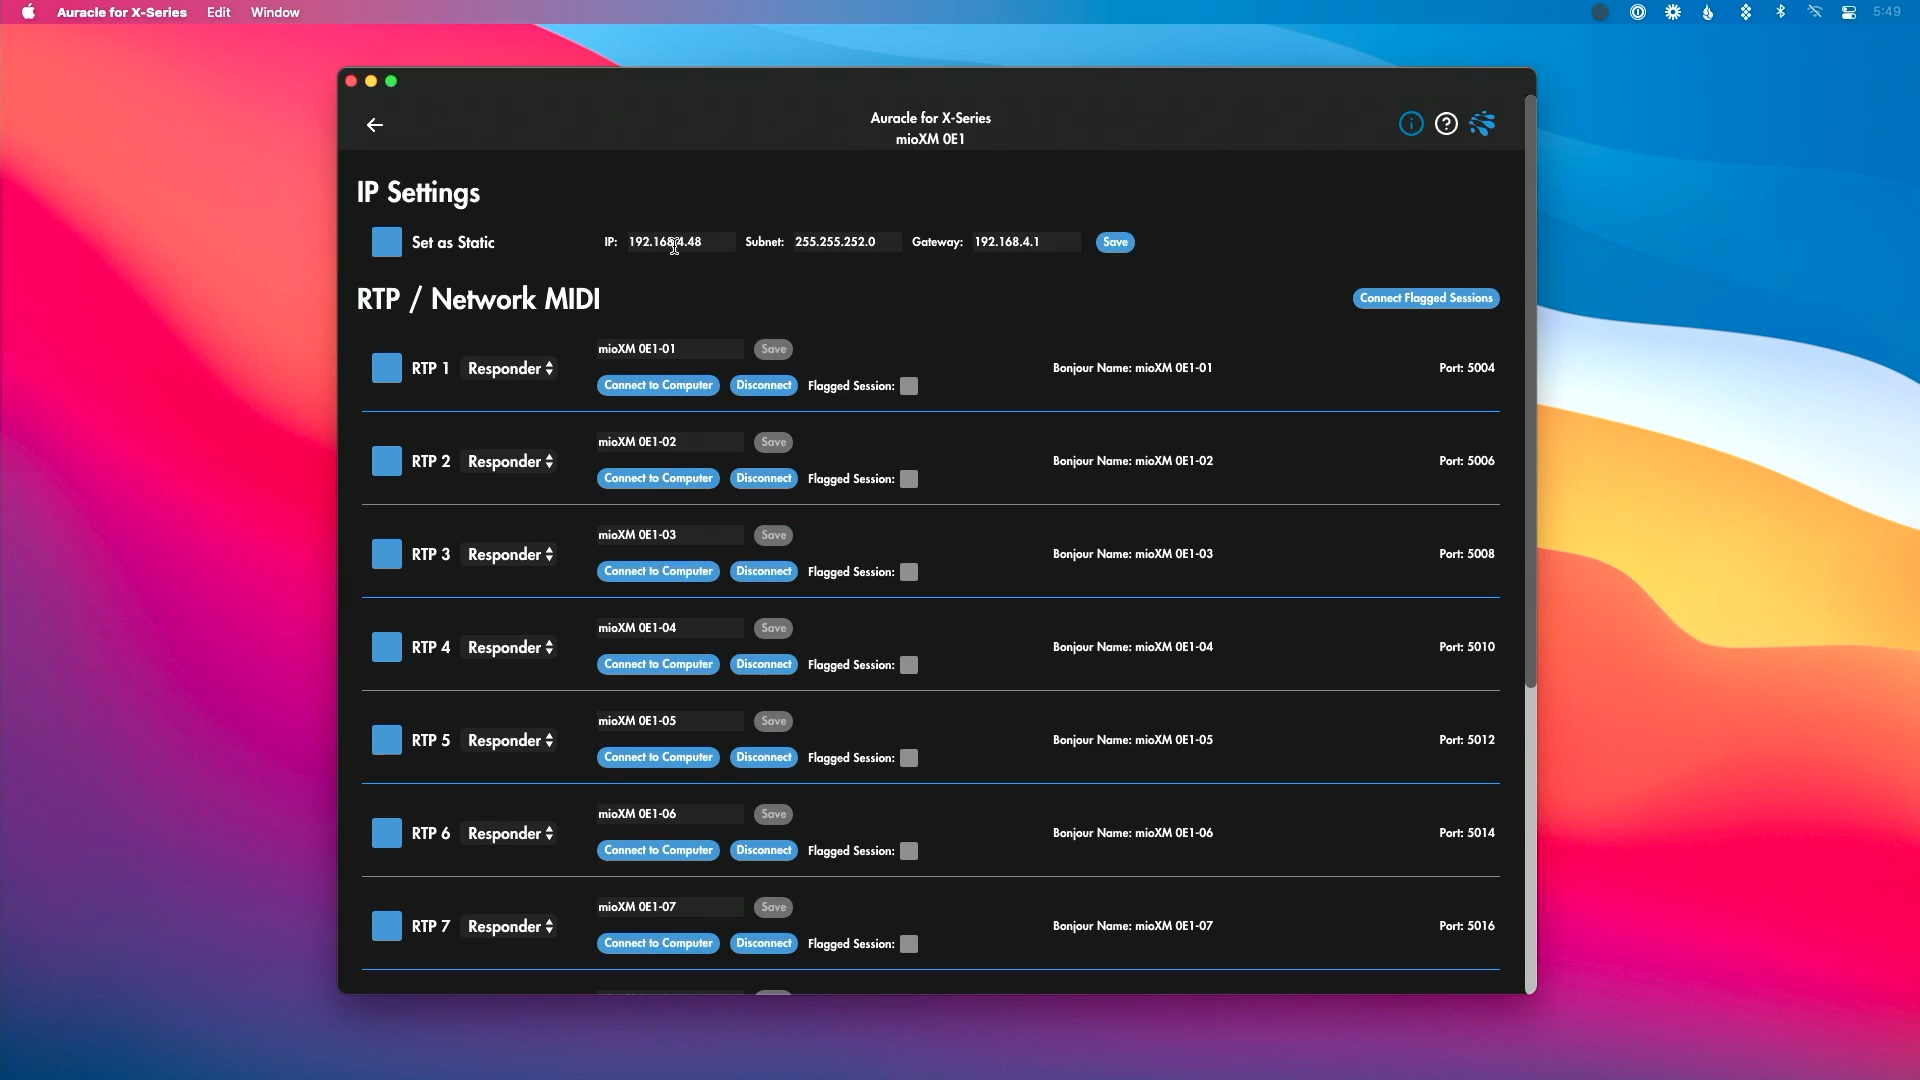 Auracle for X-Series Edit Window 5:49
Auracle for X-Series
mioXM 0E1
IP Settings
Set as Static IP: 192.168.4.48 Subnet: 255.255.252.0 Gateway: 192.168.4.1 Save
RTP / Network MIDI Connect Flagged Sessions
mioXM 0E1-01 Save
RTP 1 Responder Bonjour Name: mioXM 0E1-01 Port: 5004
Connect to Computer Disconnect Flagged Session:
mioXM 0E1-02 Save
RTP 2 Responder Bonjour Name: mioXM 0E1-02 Port: 5006
Connect to Computer Disconnect Flagged Session:
mioXM 0E1-03 Save
RTP 3 Responder Bonjour Name: mioXM 0E1-03 Port: 5008
Connect to Computer Disconnect Flagged Session:
mioXM 0E1-04 Save
RTP 4 Responder Bonjour Name: mioXM 0E1-04 Port: 5010
Connect to Computer Disconnect Flagged Session:
mioXM 0E1-05 Save
RTP 5 Responder Bonjour Name: mioXM 0E1-05 Port: 5012
Connect to Computer Disconnect Flagged Session:
mioXM 0E1-06 Save
RTP 6 Responder Bonjour Name: mioXM 0E1-06 Port: 5014
Connect to Computer Disconnect Flagged Session:
mioXM 0E1-07 Save
RTP 7 Responder Bonjour Name: mioXM 0E1-07 Port: 5016
Connect to Computer Disconnect Flagged Session: